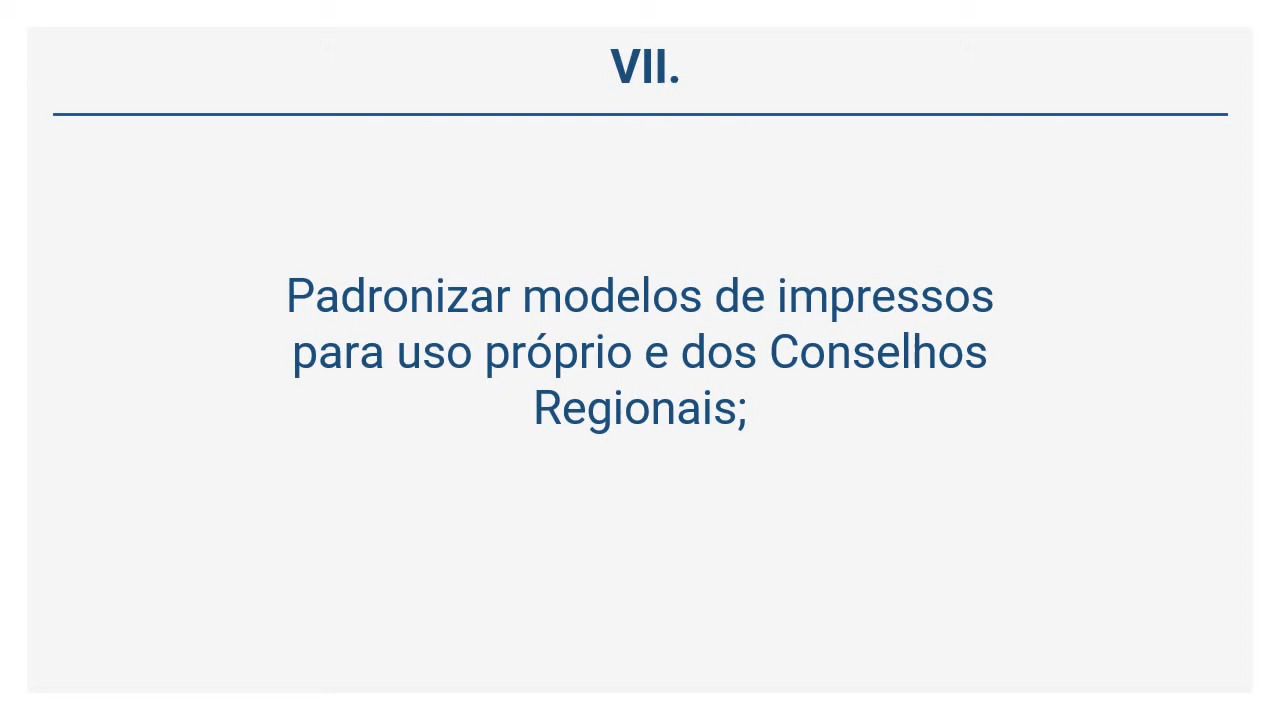 VII.
Padronizar modelos de impressos
para uso próprio e dos Conselhos
Regionais;